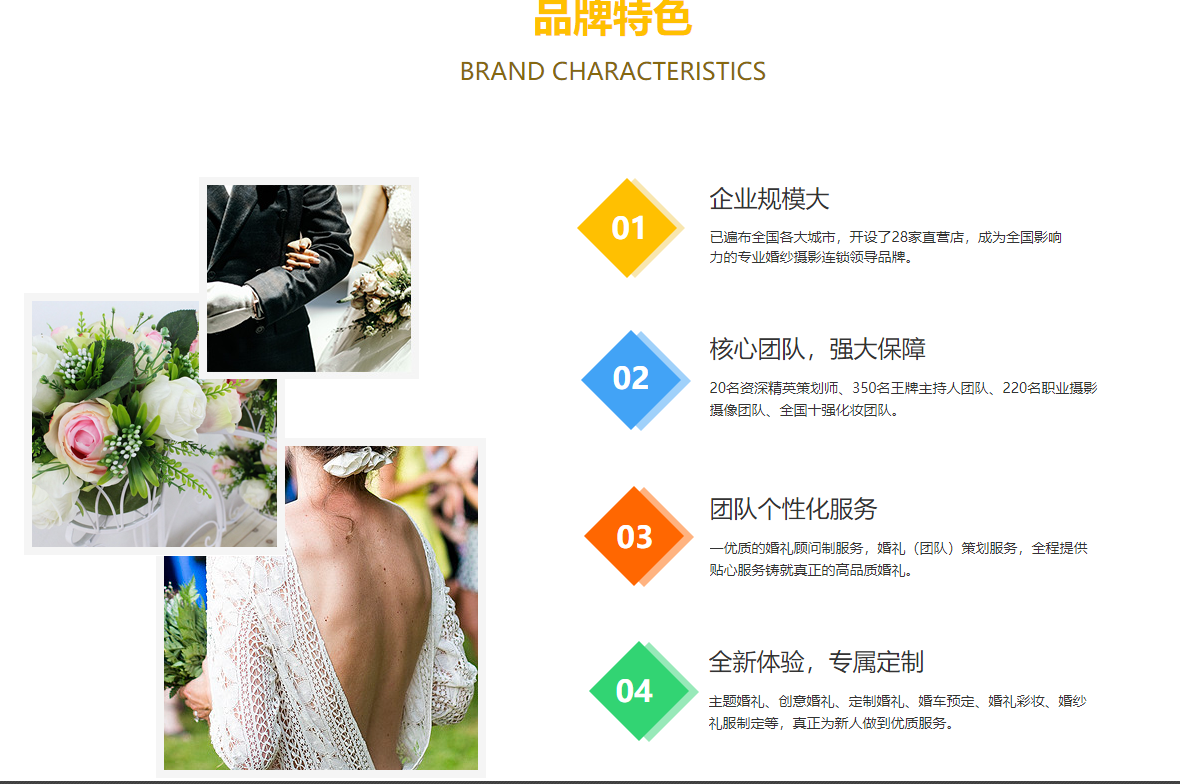 品牌特色
BRAND CHARACTERISTICS
01
企业规模大
已遍布全国各大城市，开设了28家直营店，成为全国影响
力的专业婚纱摄影连锁领导品牌。
02
核心团队，强大保障
20名资深精英策划师、350名王牌主持人团队、220名职业摄影
摄像团队、全国十强化妆团队。
03
团队个性化服务
一优质的婚礼顾问制服务，婚礼（团队）策划服务，全程提供
贴心服务铸就真正的高品质婚礼。
04
全新体验，专属定制
主题婚礼、创意婚礼、定制婚礼、婚车预定、婚礼彩妆、婚纱
礼服制定等，真正为新人做到优质服务。